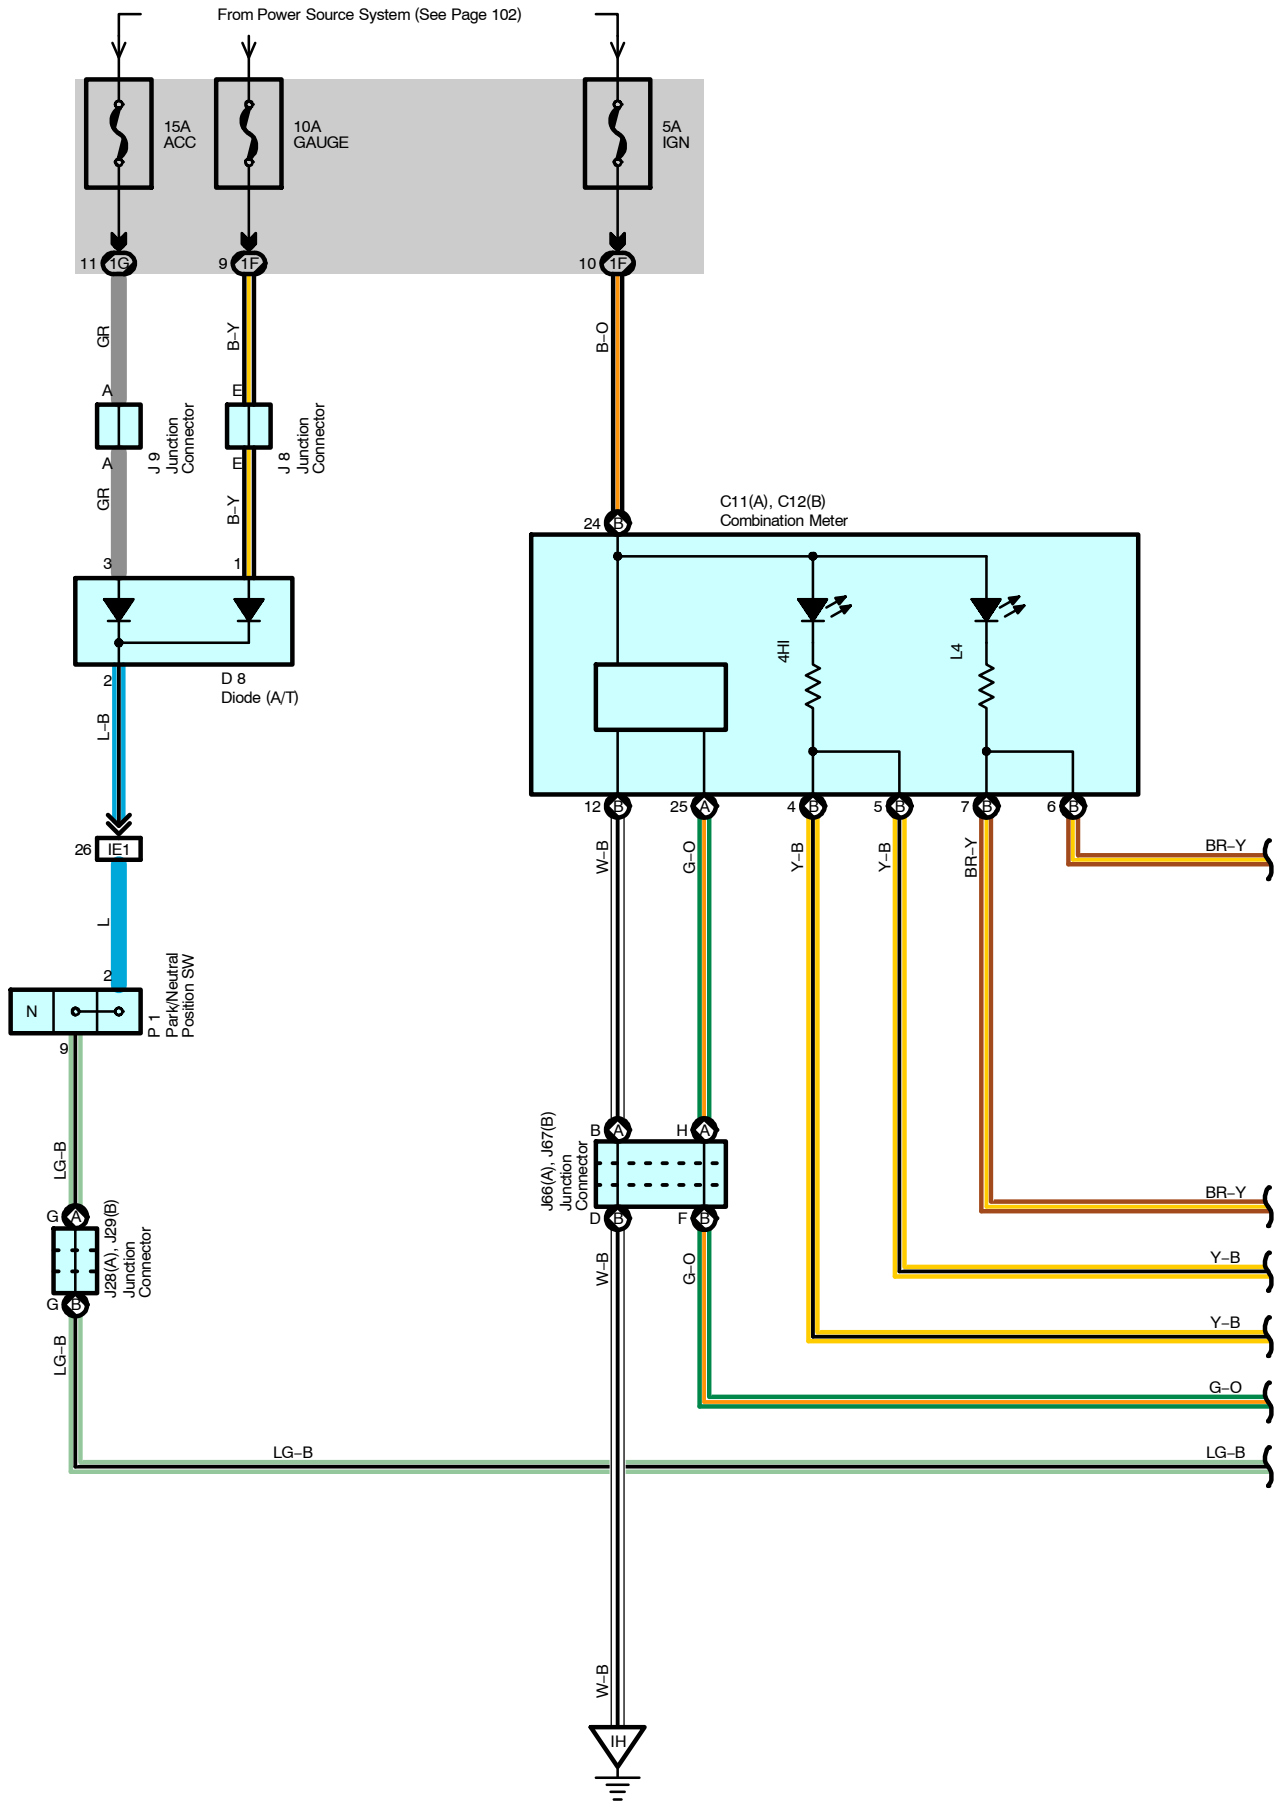 From Power Source System (See Page 102)
15A
ACC
10A
GAUGE
5A
IGN
11 1G
9 1F
10 1F
GR
B-Y
B-O
A
E
J 9
Junction
Connector
J 8
Junction
Connector
A
E
GR
B-Y
C11(A), C12(B)
Combination Meter
24 B
3
1
4HI
L4
2
D 8
Diode (A/T)
L-B
12 B
25 A
4 B
5 B
7 B
6 B
26 IE1
W-B
G-O
Y-B
Y-B
BR-Y
BR-Y
L
2
N
P 1
Park/Neutral
Position SW
9
B A
H A
J66(A), J67(B)
Junction
Connector
LG-B
BR-Y
G A
D B
F B
J28(A), J29(B)
Junction
Connector
W-B
G-O
Y-B
G B
Y-B
LG-B
G-O
LG-B
LG-B
W-B
IH